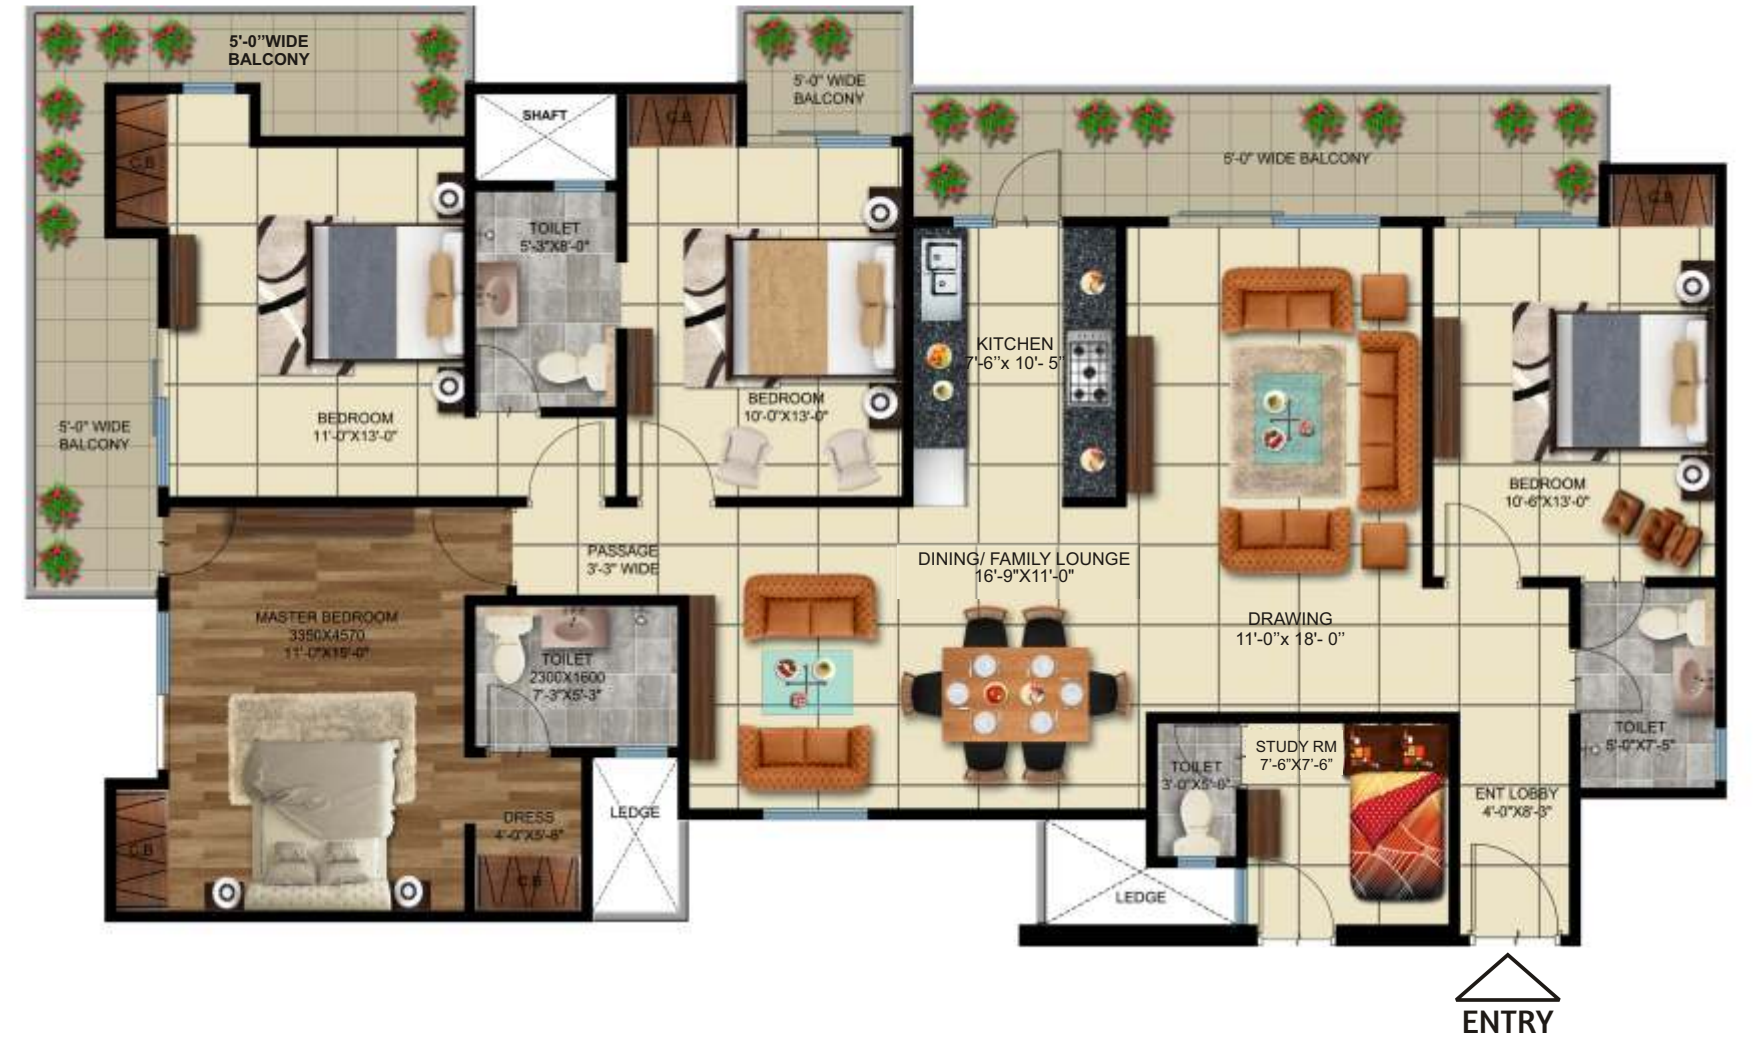 5'-0"WIDE
BALCONY
5'-0" WIDE
BALCONY
C.B
SHAFT
C.B
C.B
5'-0" WIDE BALCONY
C.B
TOILET
5'-3"X8'-0"
KITCHEN
7'-6"x 10'- 5"
BEDROOM
11'-0"X13'-0"
BEDROOM
10'-0"X13'-0"
5'-0" WIDE
BALCONY
BEDROOM
10'-6"X13'-0"
PASSAGE
3'-3" WIDE
DINING/ FAMILY LOUNGE
16'-9"X11'-0"
MASTER BEDROOM
3350X4570
11'-0"X15'-0"
DRAWING
11'-0"x 18'- 0"
TOILET
2300X1600
7'-3"X5'-3"
TOILET
5'-0"X7'-5"
STUDY RM
7'-6"X7'-6"
TOILET
3'-0"X5'-6"
ENT LOBBY
4'-0"X8'-3"
DRESS
4'-0"X5'-8"
LEDGE
C.B
C.B
LEDGE
ENTRY